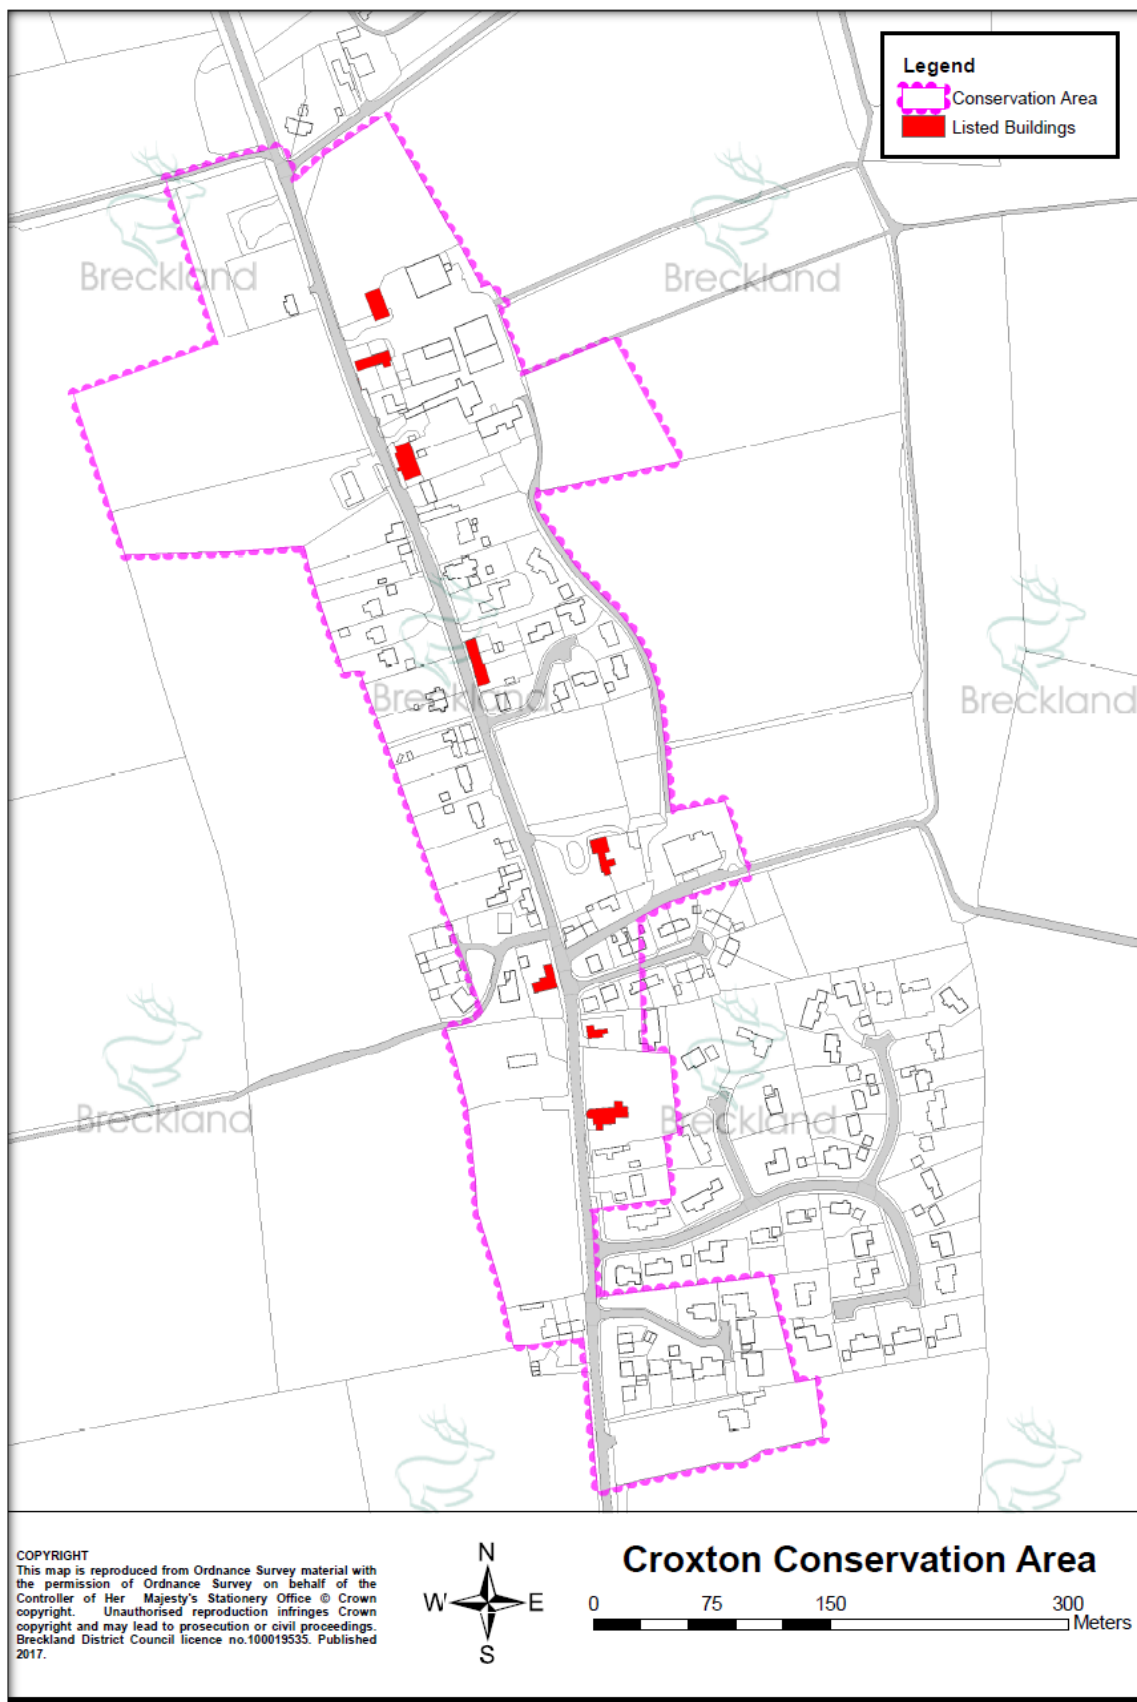 Legend
Conservation Area
Listed Buildings
Breckland
Breckland
Breckland
Breckland
Breckland
Breckland
COPYRIGHT
This map is reproduced from Ordnance Survey material with
the permission of Ordnance Survey on behalf of the
Controller of Her Majesty's Stationery Office © Crown
copyright. Unauthorised reproduction infringes Crown
copyright and may lead to prosecution or civil proceedings.
Breckland District Council licence no.100019535. Published
2017.
N
W E
S
Croxton Conservation Area
0 75 150 300
Meters